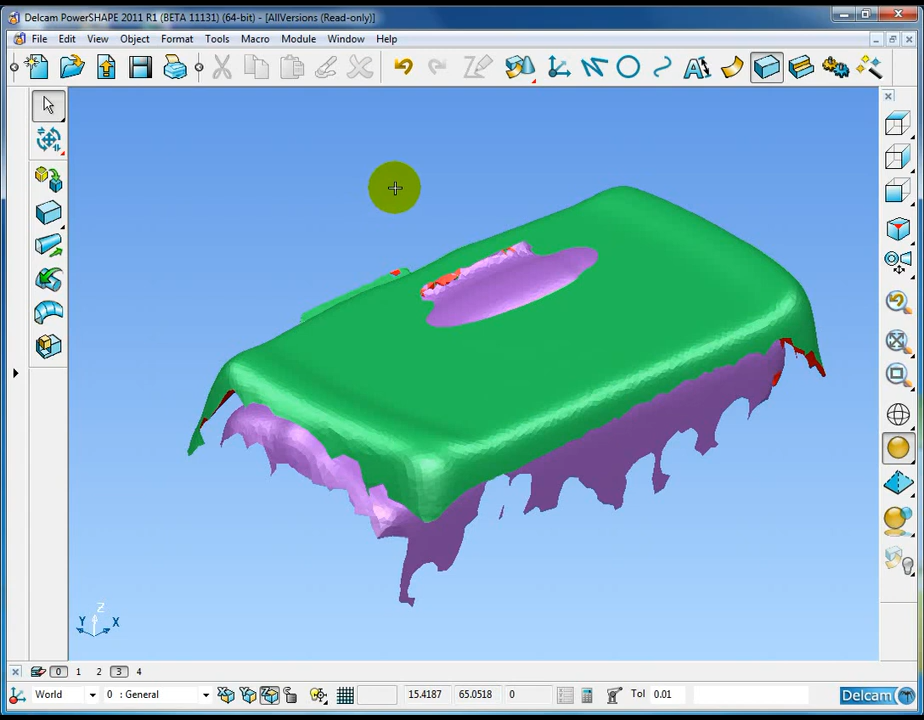 Delcam PowerSHAPE 2011 R1 (BETA 11131) (64-bit) - [AllVersions (Read-only)]
File Edit View Object Format Tools Macro Module Window Help
Z
Y X
0 1 2 3 4
World 0 : General 15.4187 65.0518 0 Tol 0.01 Delcam